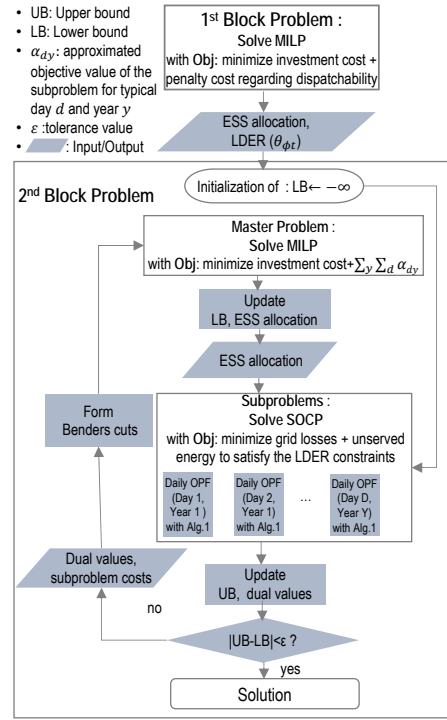 • UB: Upper bound
• LB: Lower bound
• α_dy: approximated
objective value of the
subproblem for typical
day d and year y
• ε :tolerance value
• : Input/Output
1st Block Problem :
Solve MILP
with Obj: minimize investment cost +
penalty cost regarding dispatchability
ESS allocation,
LDER (θ_ϕt)
2nd Block Problem
Initialization of : LB← −∞
Master Problem :
Solve MILP
with Obj: minimize investment cost+∑_y ∑_d α_dy
Update
LB, ESS allocation
ESS allocation
Form
Benders cuts
Subproblems:
Solve SOCP
with Obj: minimize grid losses + unserved
energy to satisfy the LDER constraints
Daily OPF
(Day 1,
Year 1 )
with Alg.1
Daily OPF
(Day 2,
Year 1)
with Alg.1
...
Daily OPF
(Day D,
Year Y)
with Alg.1
Dual values,
subproblem costs
Update
UB, dual values
no
|UB-LB|<ε ?
yes
Solution